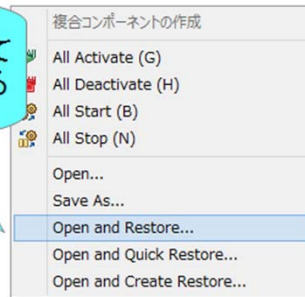 複合コンポーネントの作成
All Activate (G)
All Deactivate (H)
All Start (B)
All Stop (N)
Open...
Save As...
Open and Restore...
Open and Quick Restore...
Open and Create Restore...